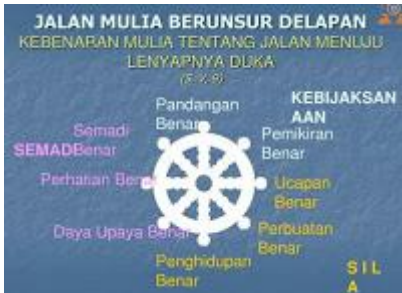 JALAN MULIA BERUNSUR DELAPAN
KEBENARAN MULIA TENTANG JALAN MENUJU
LENYAPNYA DUKA
Pandangan
Benar
KEBIJAKSAN
AAN
Pemikiran
Benar
Ucapan
Benar
Perbuatan
Benar
S I L
A
Penghidupan
Benar
Daya Upaya Benar
Perhatian Benar
Semadi
Benar
SEMADI